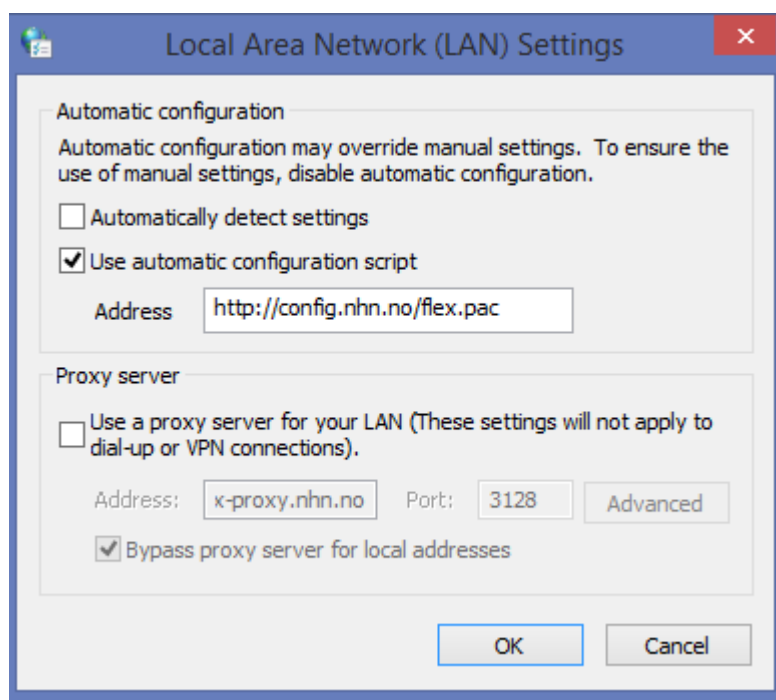 Local Area Network (LAN) Settings
Automatic configuration
Automatic configuration may override manual settings. To ensure the
use of manual settings, disable automatic configuration.
Automatically detect settings
Use automatic configuration script
Address http://config.nhn.no/flex.pac
Proxy server
Use a proxy server for your LAN (These settings will not apply to
dial-up or VPN connections).
Address: x-proxy.nhn.no Port: 3128 Advanced
Bypass proxy server for local addresses
OK Cancel